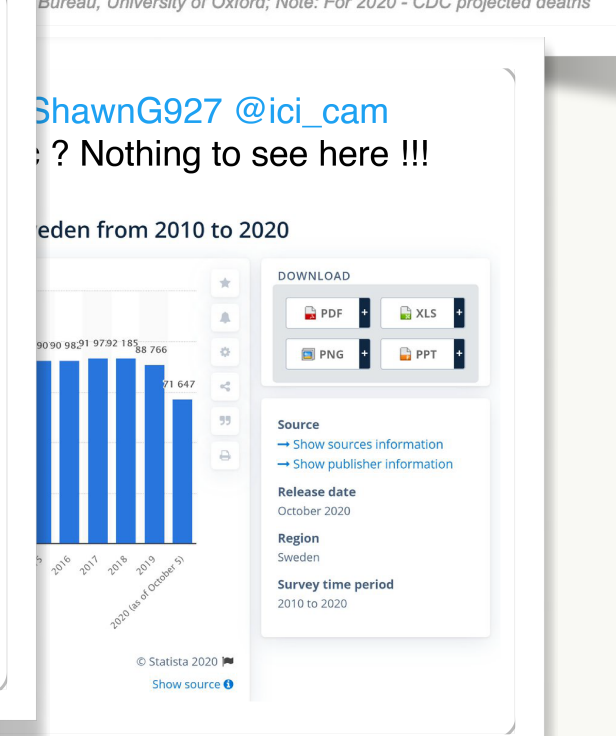 Bureau, University of Oxford; Note: For 2020 - CDC projected deaths
ShawnG927 @ici_cam
? Nothing to see here !!!
eden from 2010 to 2020
DOWNLOAD
PDF +
XLS +
PNG +
PPT +
90 90 982 91 97 92 185 88 766 71 647
2016 2017 2018 2019 2020 (as of October 5)
Source
→ Show sources information
→ Show publisher information
Release date
October 2020
Region
Sweden
Survey time period
2010 to 2020
© Statista 2020
Show source